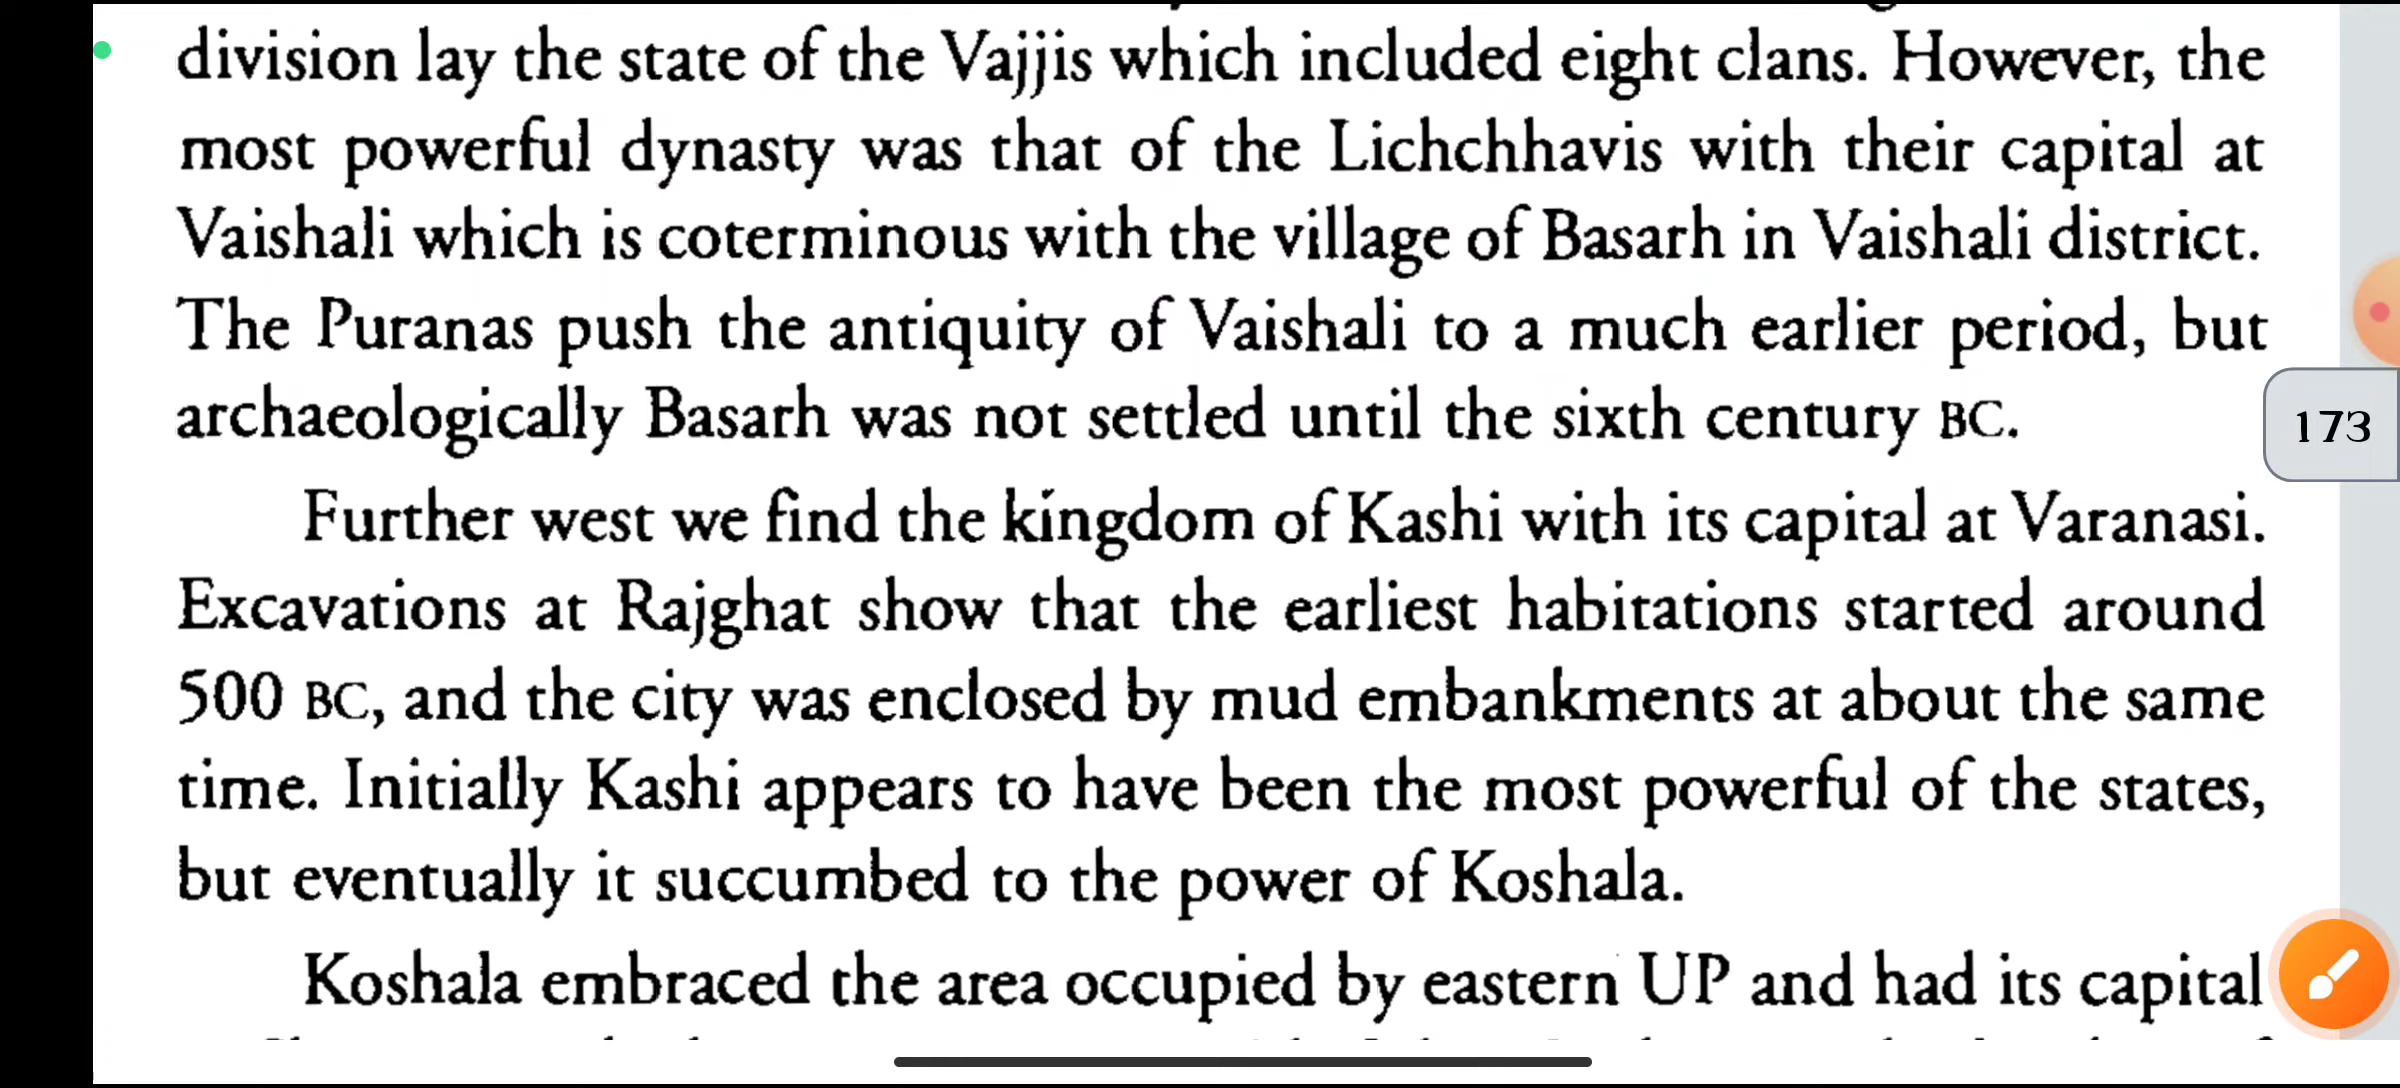 division lay the state of the Vajjis which included eight clans. However, the
most powerful dynasty was that of the Lichchhavis with their capital at
Vaishali which is coterminous with the village of Basarh in Vaishali district.
The Puranas push the antiquity of Vaishali to a much earlier period, but
archaeologically Basarh was not settled until the sixth century BC.
173
Further west we find the kingdom of Kashi with its capital at Varanasi.
Excavations at Rajghat show that the earliest habitations started around
500 BC, and the city was enclosed by mud embankments at about the same
time. Initially Kashi appears to have been the most powerful of the states,
but eventually it succumbed to the power of Koshala.
Koshala embraced the area occupied by eastern UP and had its capital